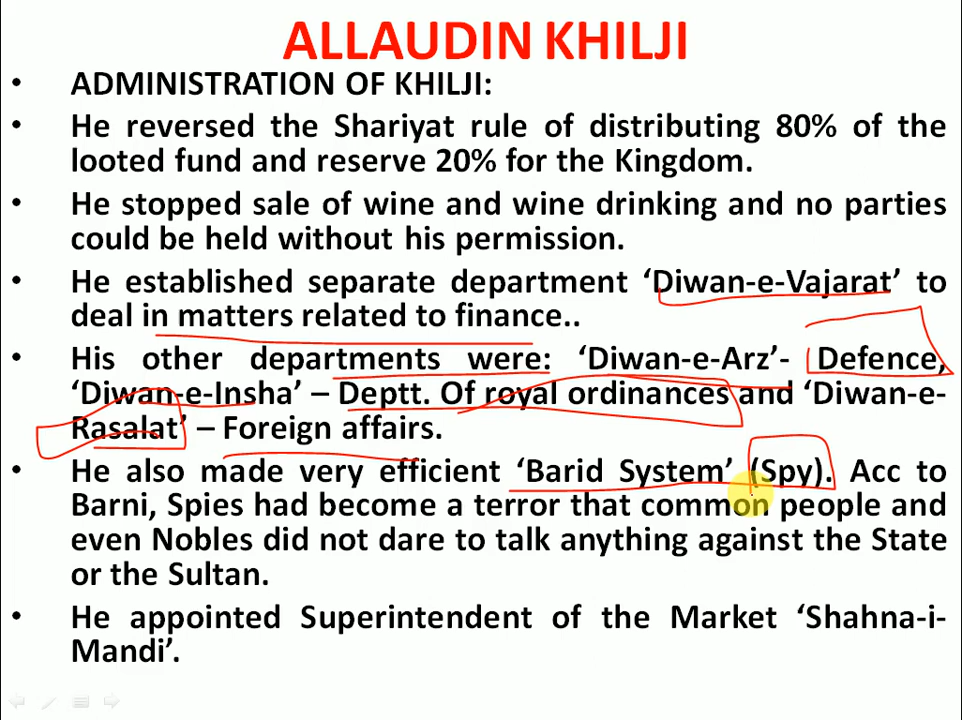 ALLAUDIN KHILJI
• ADMINISTRATION OF KHILJI:
• He reversed the Shariyat rule of distributing 80% of the
looted fund and reserve 20% for the Kingdom.
• He stopped sale of wine and wine drinking and no parties
could be held without his permission.
• He established separate department ‘Diwan-e-Vajarat’ to
deal in matters related to finance..
• His other departments were: ‘Diwan-e-Arz’- Defence,
‘Diwan-e-Insha’ – Deptt. Of royal ordinances and ‘Diwan-e-
Rasalat’ – Foreign affairs.
• He also made very efficient ‘Barid System’ (Spy). Acc to
Barni, Spies had become a terror that common people and
even Nobles did not dare to talk anything against the State
or the Sultan.
• He appointed Superintendent of the Market ‘Shahna-i-
Mandi’.